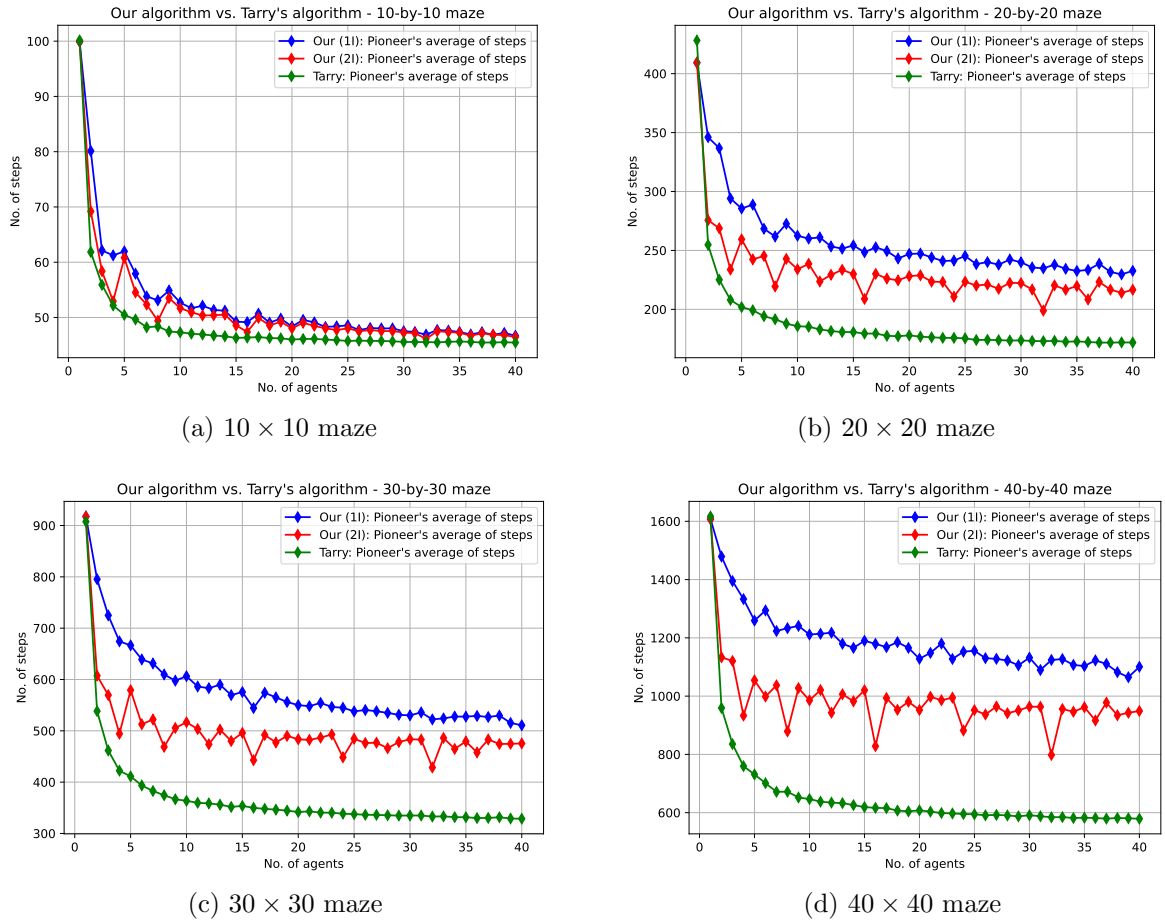 Our algorithm vs. Tarry's algorithm - 10-by-10 maze
Our (1I): Pioneer's average of steps
Our (2I): Pioneer's average of steps
Tarry: Pioneer's average of steps
No. of steps
100
90
80
70
60
50
0 5 10 15 20 25 30 35 40
No. of agents
(a) 10 × 10 maze
Our algorithm vs. Tarry's algorithm - 20-by-20 maze
Our (1I): Pioneer's average of steps
Our (2I): Pioneer's average of steps
Tarry: Pioneer's average of steps
No. of steps
400
350
300
250
200
0 5 10 15 20 25 30 35 40
No. of agents
(b) 20 × 20 maze
Our algorithm vs. Tarry's algorithm - 30-by-30 maze
Our (1I): Pioneer's average of steps
Our (2I): Pioneer's average of steps
Tarry: Pioneer's average of steps
No. of steps
900
800
700
600
500
400
300
0 5 10 15 20 25 30 35 40
No. of agents
(c) 30 × 30 maze
Our algorithm vs. Tarry's algorithm - 40-by-40 maze
Our (1I): Pioneer's average of steps
Our (2I): Pioneer's average of steps
Tarry: Pioneer's average of steps
No. of steps
1600
1400
1200
1000
800
600
0 5 10 15 20 25 30 35 40
No. of agents
(d) 40 × 40 maze